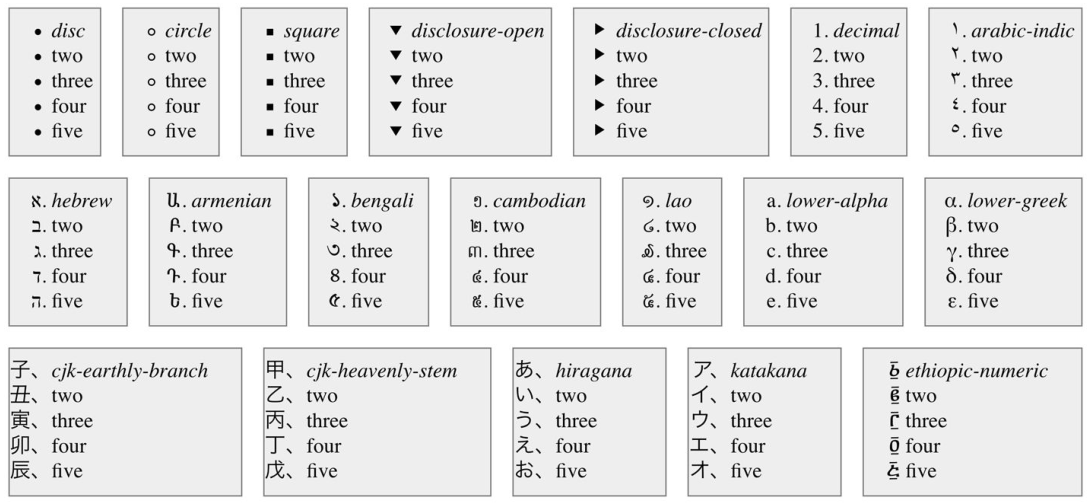 • disc
• two
• three
• four
• five
◦ circle
◦ two
◦ three
◦ four
◦ five
▪ square
▪ two
▪ three
▪ four
▪ five
▼ disclosure-open
▼ two
▼ three
▼ four
▼ five
▶ disclosure-closed
▶ two
▶ three
▶ four
▶ five
1. decimal
2. two
3. three
4. four
5. five
١. arabic-indic
٢. two
٣. three
٤. four
٥. five
א. hebrew
ב. two
ג. three
ד. four
ה. five
Ա. armenian
Բ. two
Գ. three
Դ. four
Ե. five
১. bengali
২. two
৩. three
৪. four
৫. five
១. cambodian
២. two
៣. three
៤. four
៥. five
໑. lao
໒. two
໓. three
໔. four
໕. five
a. lower-alpha
b. two
c. three
d. four
e. five
α. lower-greek
β. two
γ. three
δ. four
ε. five
子、cjk-earthly-branch
丑、two
寅、three
卯、four
辰、five
甲、cjk-heavenly-stem
乙、two
丙、three
丁、four
戊、five
あ、hiragana
い、two
う、three
え、four
お、five
ア、katakana
イ、two
ウ、three
エ、four
オ、five
፩ ethiopic-numeric
፪ two
፫ three
፬ four
፭ five